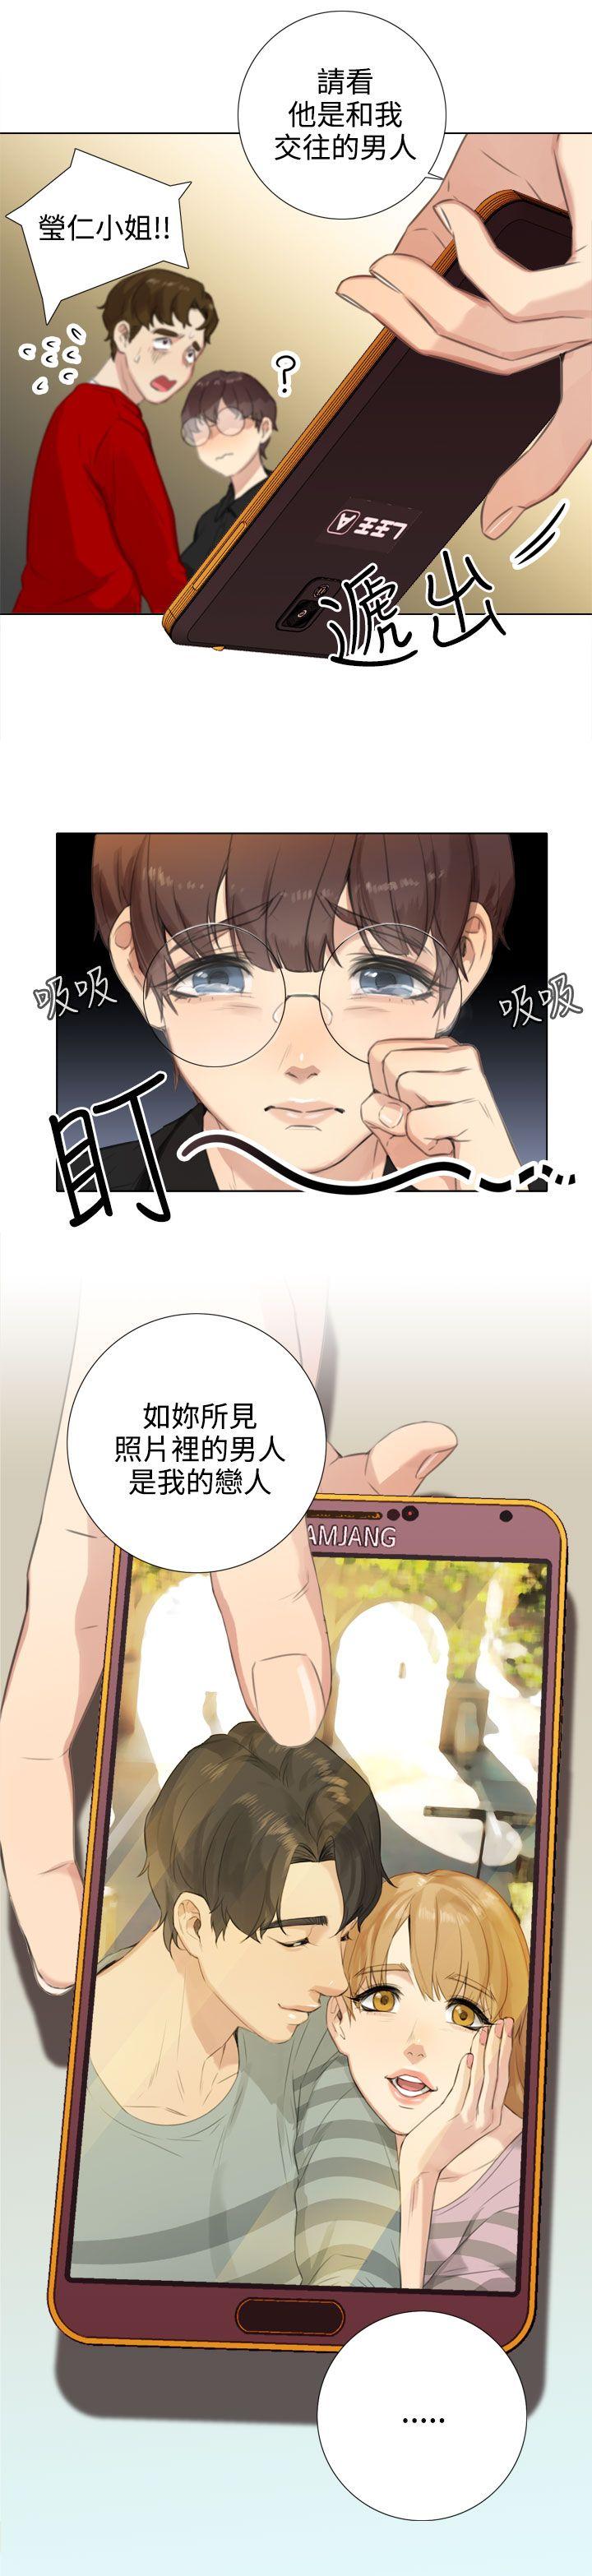 請看
他是和我
交往的男人
瑩仁小姐!!
?
遞出
吸吸
吸吸
盯~~…
如妳所見
照片裡的男人
是我的戀人
AMJANG
.....